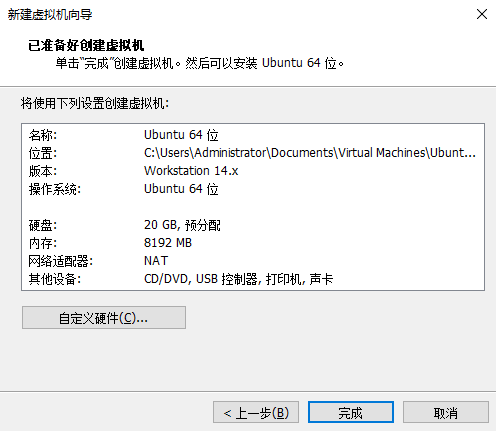 新建虚拟机向导
已准备好创建虚拟机
单击“完成”创建虚拟机。然后可以安装 Ubuntu 64 位。
将使用下列设置创建虚拟机:
名称: Ubuntu 64 位
位置: C:\Users\Administrator\Documents\Virtual Machines\Ubunt...
版本: Workstation 14.x
操作系统: Ubuntu 64 位
硬盘: 20 GB, 预分配
内存: 8192 MB
网络适配器: NAT
其他设备: CD/DVD, USB 控制器, 打印机, 声卡
自定义硬件(C)...
< 上一步(B) 完成 取消